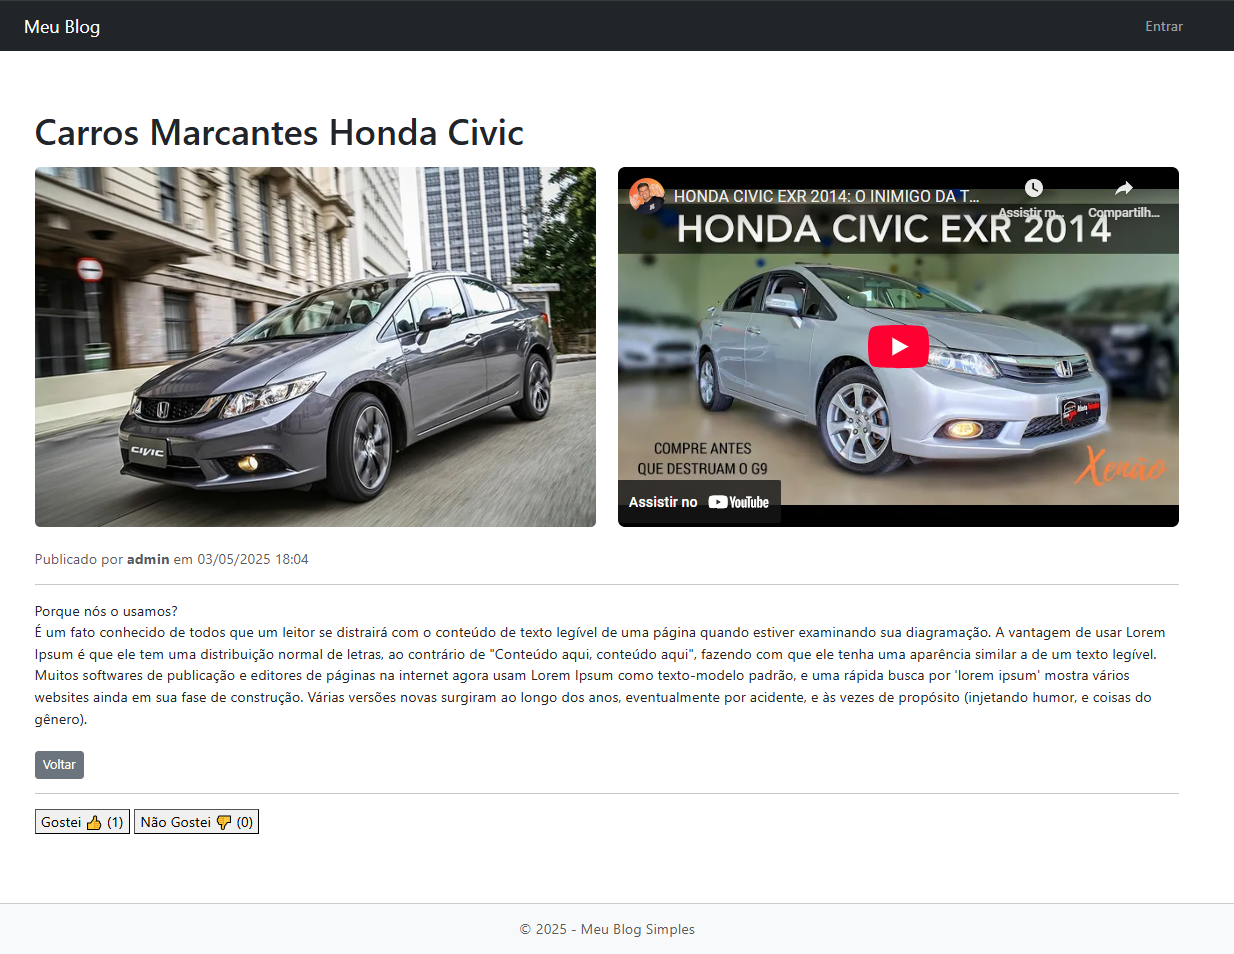 Meu Blog
Entrar
Carros Marcantes Honda Civic
CIVIC
HONDA CIVIC EXR 2014: O INIMIGO DA T...
Assistir m...
Compartilh...
HONDA CIVIC EXR 2014
COMPRE ANTES
QUE DESTRUAM O G9
Xenão
Assistir no YouTube
Publicado por admin em 03/05/2025 18:04
Porque nós o usamos?
É um fato conhecido de todos que um leitor se distrairá com o conteúdo de texto legível de uma página quando estiver examinando sua diagramação. A vantagem de usar Lorem
Ipsum é que ele tem uma distribuição normal de letras, ao contrário de "Conteúdo aqui, conteúdo aqui", fazendo com que ele tenha uma aparência similar a de um texto legível.
Muitos softwares de publicação e editores de páginas na internet agora usam Lorem Ipsum como texto-modelo padrão, e uma rápida busca por 'lorem ipsum' mostra vários
websites ainda em sua fase de construção. Várias versões novas surgiram ao longo dos anos, eventualmente por acidente, e às vezes de propósito (injetando humor, e coisas do
gênero).
Voltar
Gostei 👍 (1) Não Gostei 👎 (0)
© 2025 - Meu Blog Simples